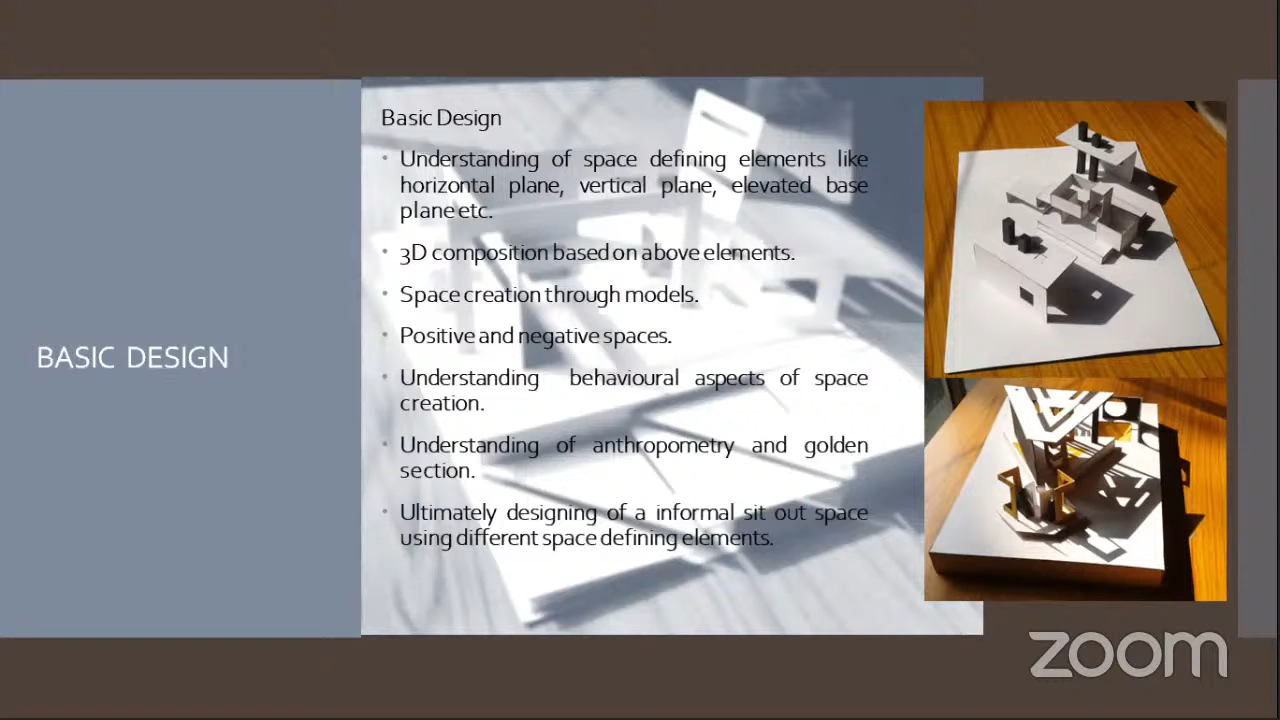 BASIC DESIGN
Basic Design
• Understanding of space defining elements like
horizontal plane, vertical plane, elevated base
plane etc.
• 3D composition based on above elements.
• Space creation through models.
• Positive and negative spaces.
• Understanding behavioural aspects of space
creation.
• Understanding of anthropometry and golden
section.
• Ultimately designing of a informal sit out space
using different space defining elements.
zoom